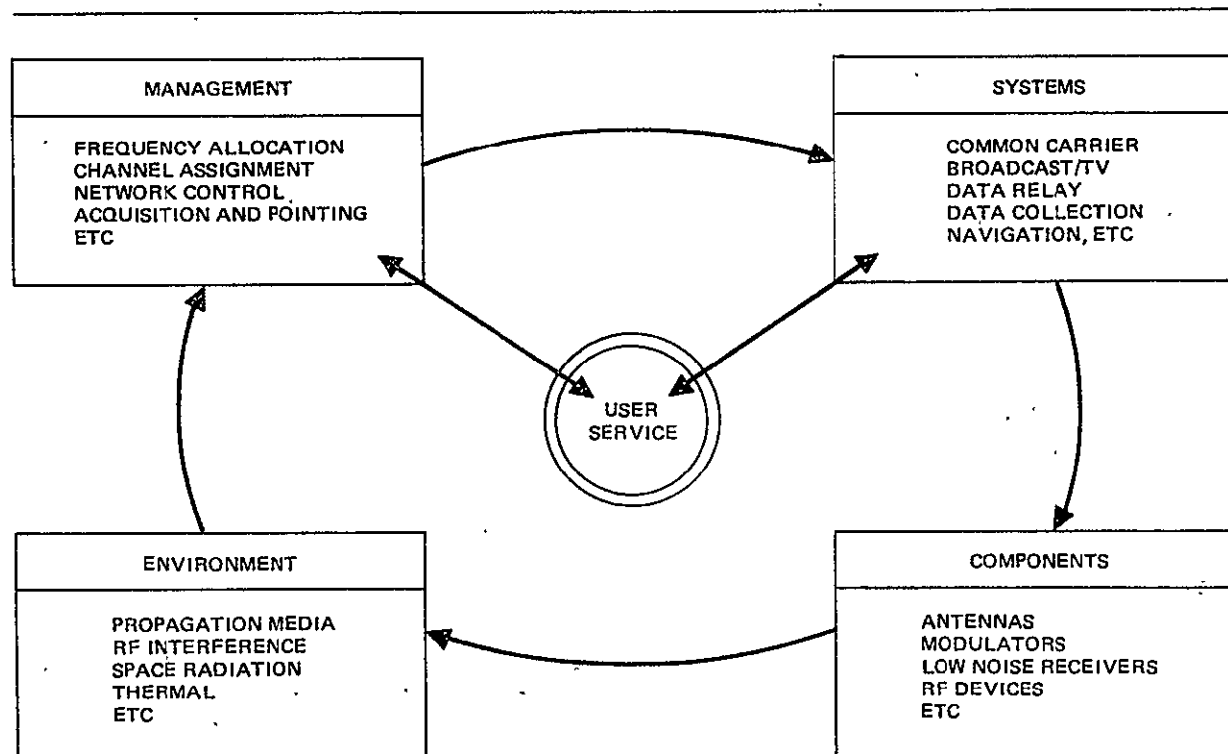 MANAGEMENT
FREQUENCY ALLOCATION
CHANNEL ASSIGNMENT
NETWORK CONTROL
ACQUISITION AND POINTING
ETC
SYSTEMS
COMMON CARRIER
BROADCAST/TV
DATA RELAY
DATA COLLECTION
NAVIGATION, ETC
USER
SERVICE
ENVIRONMENT
PROPAGATION MEDIA
RF INTERFERENCE
SPACE RADIATION
THERMAL
ETC
COMPONENTS
ANTENNAS
MODULATORS
LOW NOISE RECEIVERS
RF DEVICES
ETC